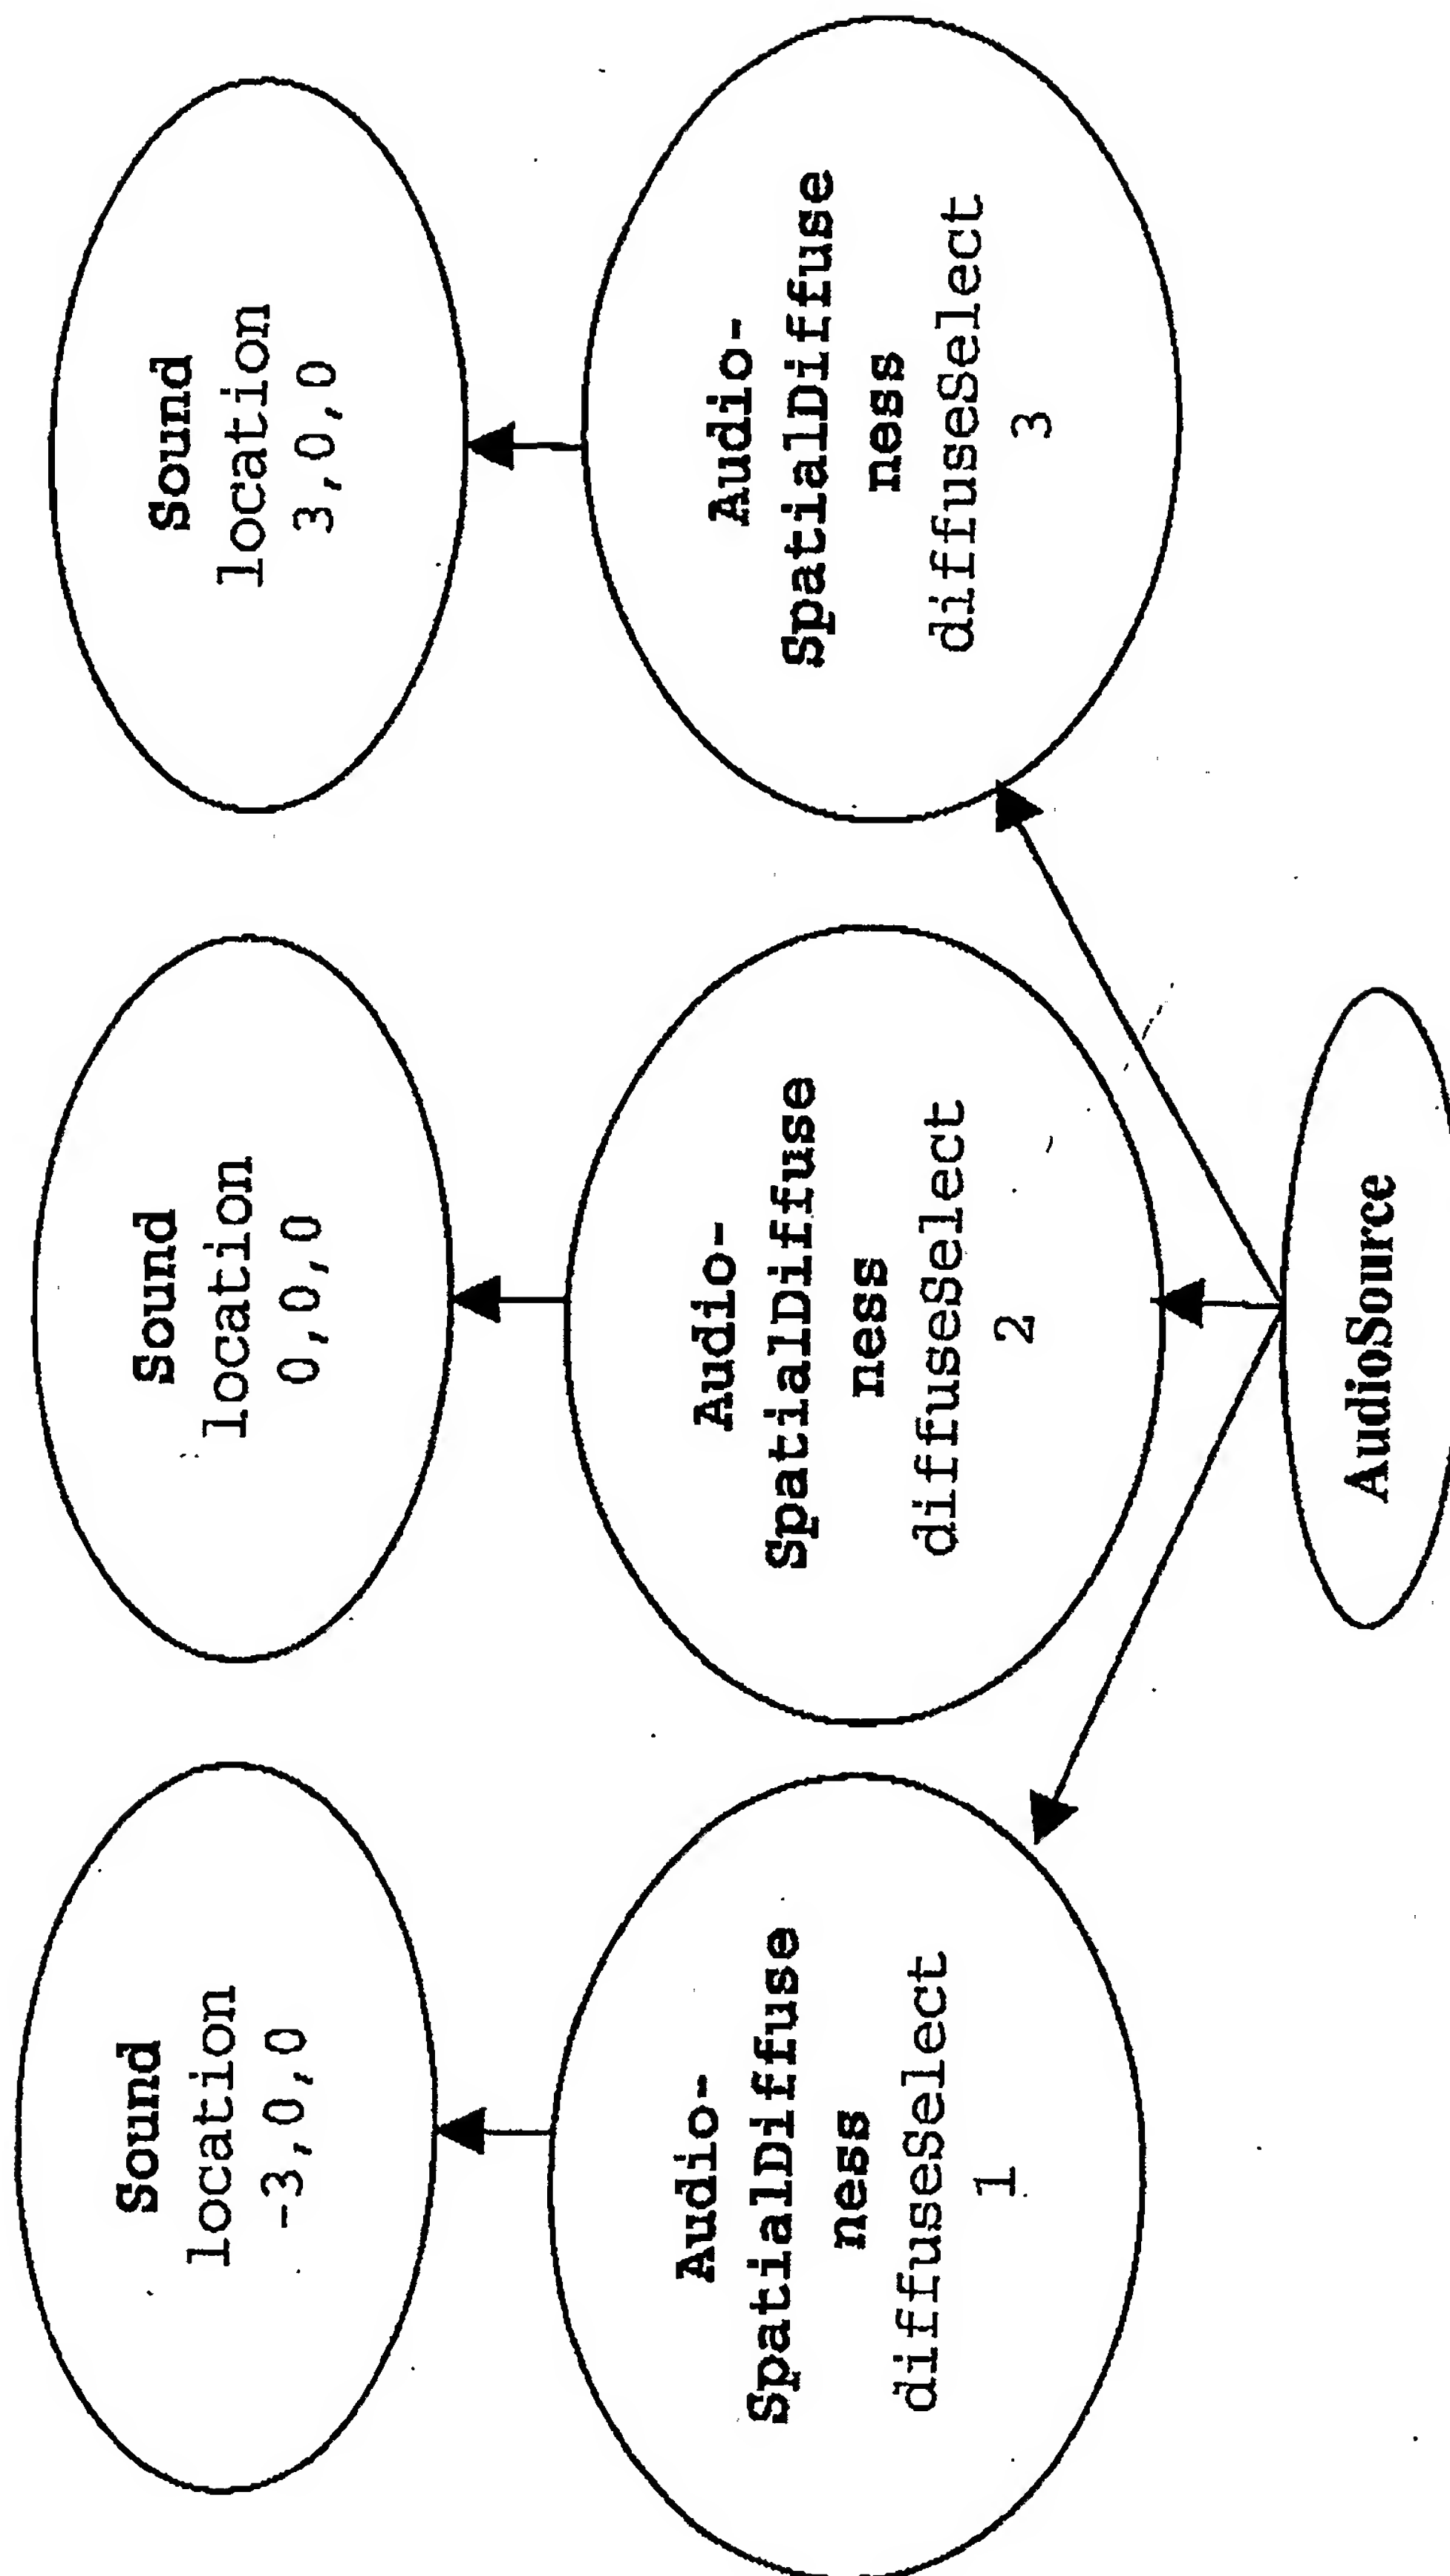 Sound
location
-3,0,0
Sound
location
0,0,0
Sound
location
3,0,0
Audio-
SpatialDiffuse
ness
diffuseSelect
1
Audio-
SpatialDiffuse
ness
diffuseSelect
2
Audio-
SpatialDiffuse
ness
diffuseSelect
3
AudioSource